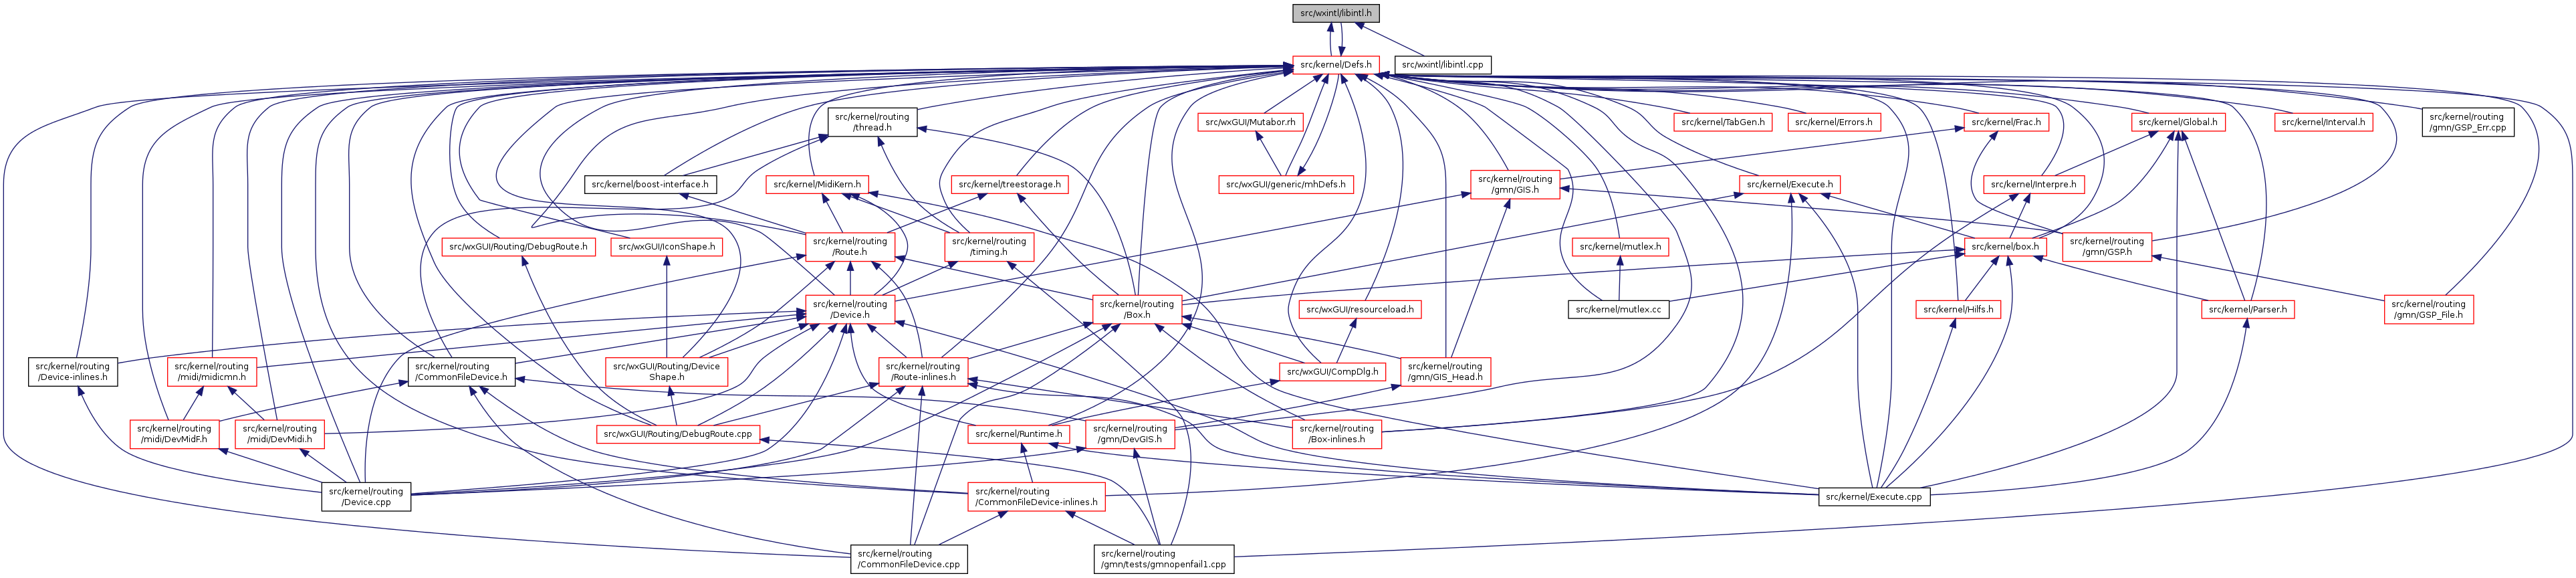 src/wxintl/libintl.h
src/kernel/Defs.h
src/wxintl/libintl.cpp
src/kernel/routing
/thread.h
src/wxGUI/Mutabor.rh
src/kernel/TabGen.h
src/kernel/Errors.h
src/kernel/Frac.h
src/kernel/Global.h
src/kernel/Interval.h
src/kernel/routing
/gmn/GSP_Err.cpp
src/kernel/boost-interface.h
src/kernel/MidiKern.h
src/kernel/treestorage.h
src/wxGUI/generic/mhDefs.h
src/kernel/routing
/gmn/GIS.h
src/kernel/Execute.h
src/kernel/Interpre.h
src/wxGUI/Routing/DebugRoute.h
src/wxGUI/IconShape.h
src/kernel/routing
/Route.h
src/kernel/routing
/timing.h
src/kernel/mutlex.h
src/kernel/box.h
src/kernel/routing
/gmn/GSP.h
src/kernel/routing
/Device.h
src/kernel/routing
/Box.h
src/wxGUI/resourceload.h
src/kernel/mutlex.cc
src/kernel/Hilfs.h
src/kernel/Parser.h
src/kernel/routing
/gmn/GSP_File.h
src/kernel/routing
/Device-inlines.h
src/kernel/routing
/midi/midicmn.h
src/kernel/routing
/CommonFileDevice.h
src/wxGUI/Routing/Device
Shape.h
src/kernel/routing
/Route-inlines.h
src/wxGUI/CompDlg.h
src/kernel/routing
/gmn/GIS_Head.h
src/kernel/routing
/midi/DevMidF.h
src/kernel/routing
/midi/DevMidi.h
src/wxGUI/Routing/DebugRoute.cpp
src/kernel/Runtime.h
src/kernel/routing
/gmn/DevGIS.h
src/kernel/routing
/Box-inlines.h
src/kernel/routing
/Device.cpp
src/kernel/routing
/CommonFileDevice-inlines.h
src/kernel/Execute.cpp
src/kernel/routing
/CommonFileDevice.cpp
src/kernel/routing
/gmn/tests/gmnopenfail1.cpp